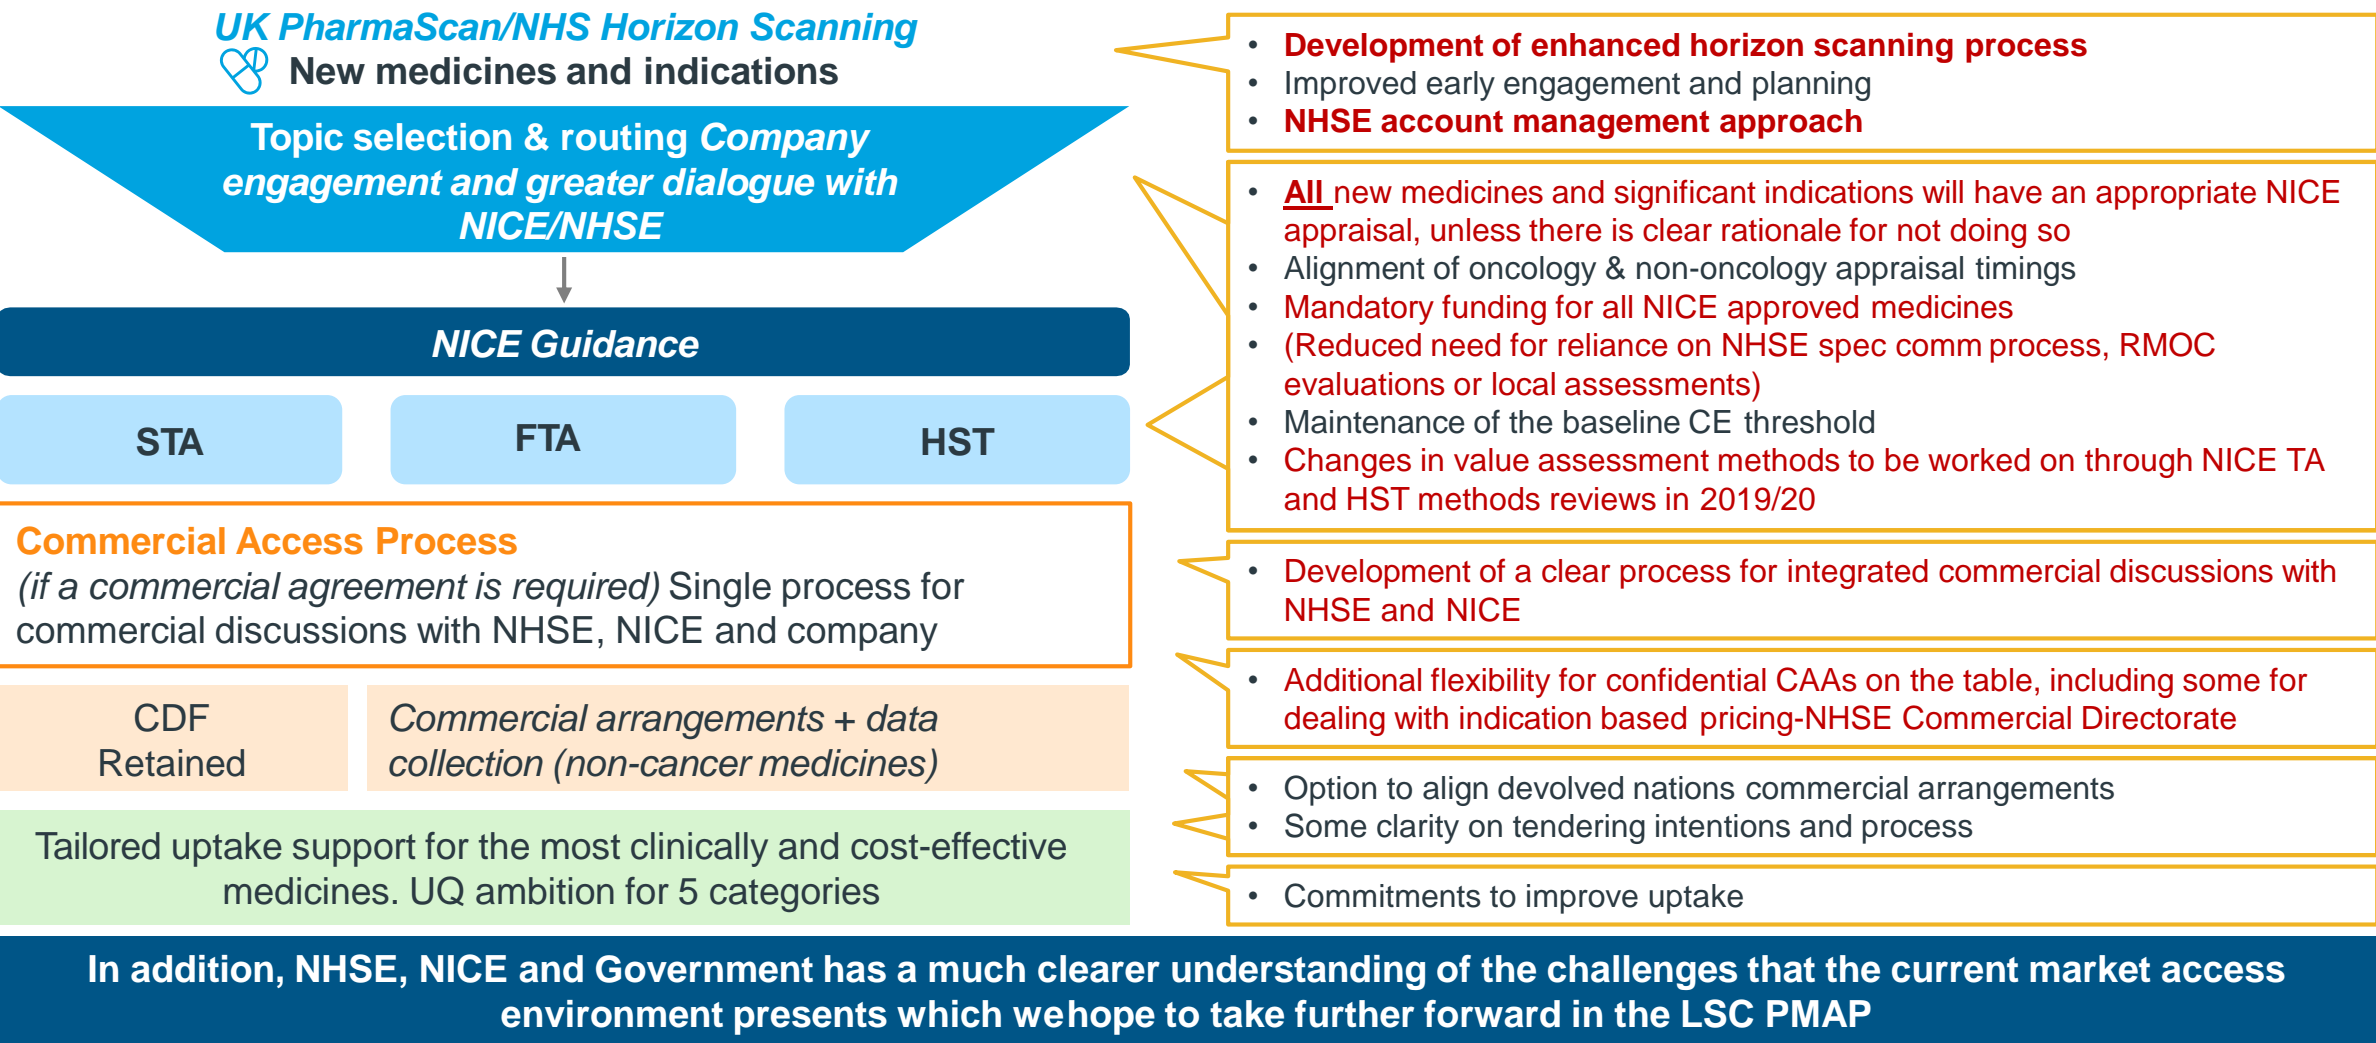 UK PharmaScan/NHS Horizon Scanning
New medicines and indications
Topic selection & routing Company
engagement and greater dialogue with
NICE/NHSE
NICE Guidance
STA
FTA
HST
Commercial Access Process
(if a commercial agreement is required) Single process for
commercial discussions with NHSE, NICE and company
CDF
Retained
Commercial arrangements + data
collection (non-cancer medicines)
Tailored uptake support for the most clinically and cost-effective
medicines. UQ ambition for 5 categories
• Development of enhanced horizon scanning process
• Improved early engagement and planning
• NHSE account management approach
• All new medicines and significant indications will have an appropriate NICE
appraisal, unless there is clear rationale for not doing so
• Alignment of oncology & non-oncology appraisal timings
• Mandatory funding for all NICE approved medicines
• (Reduced need for reliance on NHSE spec comm process, RMOC
evaluations or local assessments)
• Maintenance of the baseline CE threshold
• Changes in value assessment methods to be worked on through NICE TA
and HST methods reviews in 2019/20
• Development of a clear process for integrated commercial discussions with
NHSE and NICE
• Additional flexibility for confidential CAAs on the table, including some for
dealing with indication based pricing-NHSE Commercial Directorate
• Option to align devolved nations commercial arrangements
• Some clarity on tendering intentions and process
• Commitments to improve uptake
In addition, NHSE, NICE and Government has a much clearer understanding of the challenges that the current market access
environment presents which wehope to take further forward in the LSC PMAP